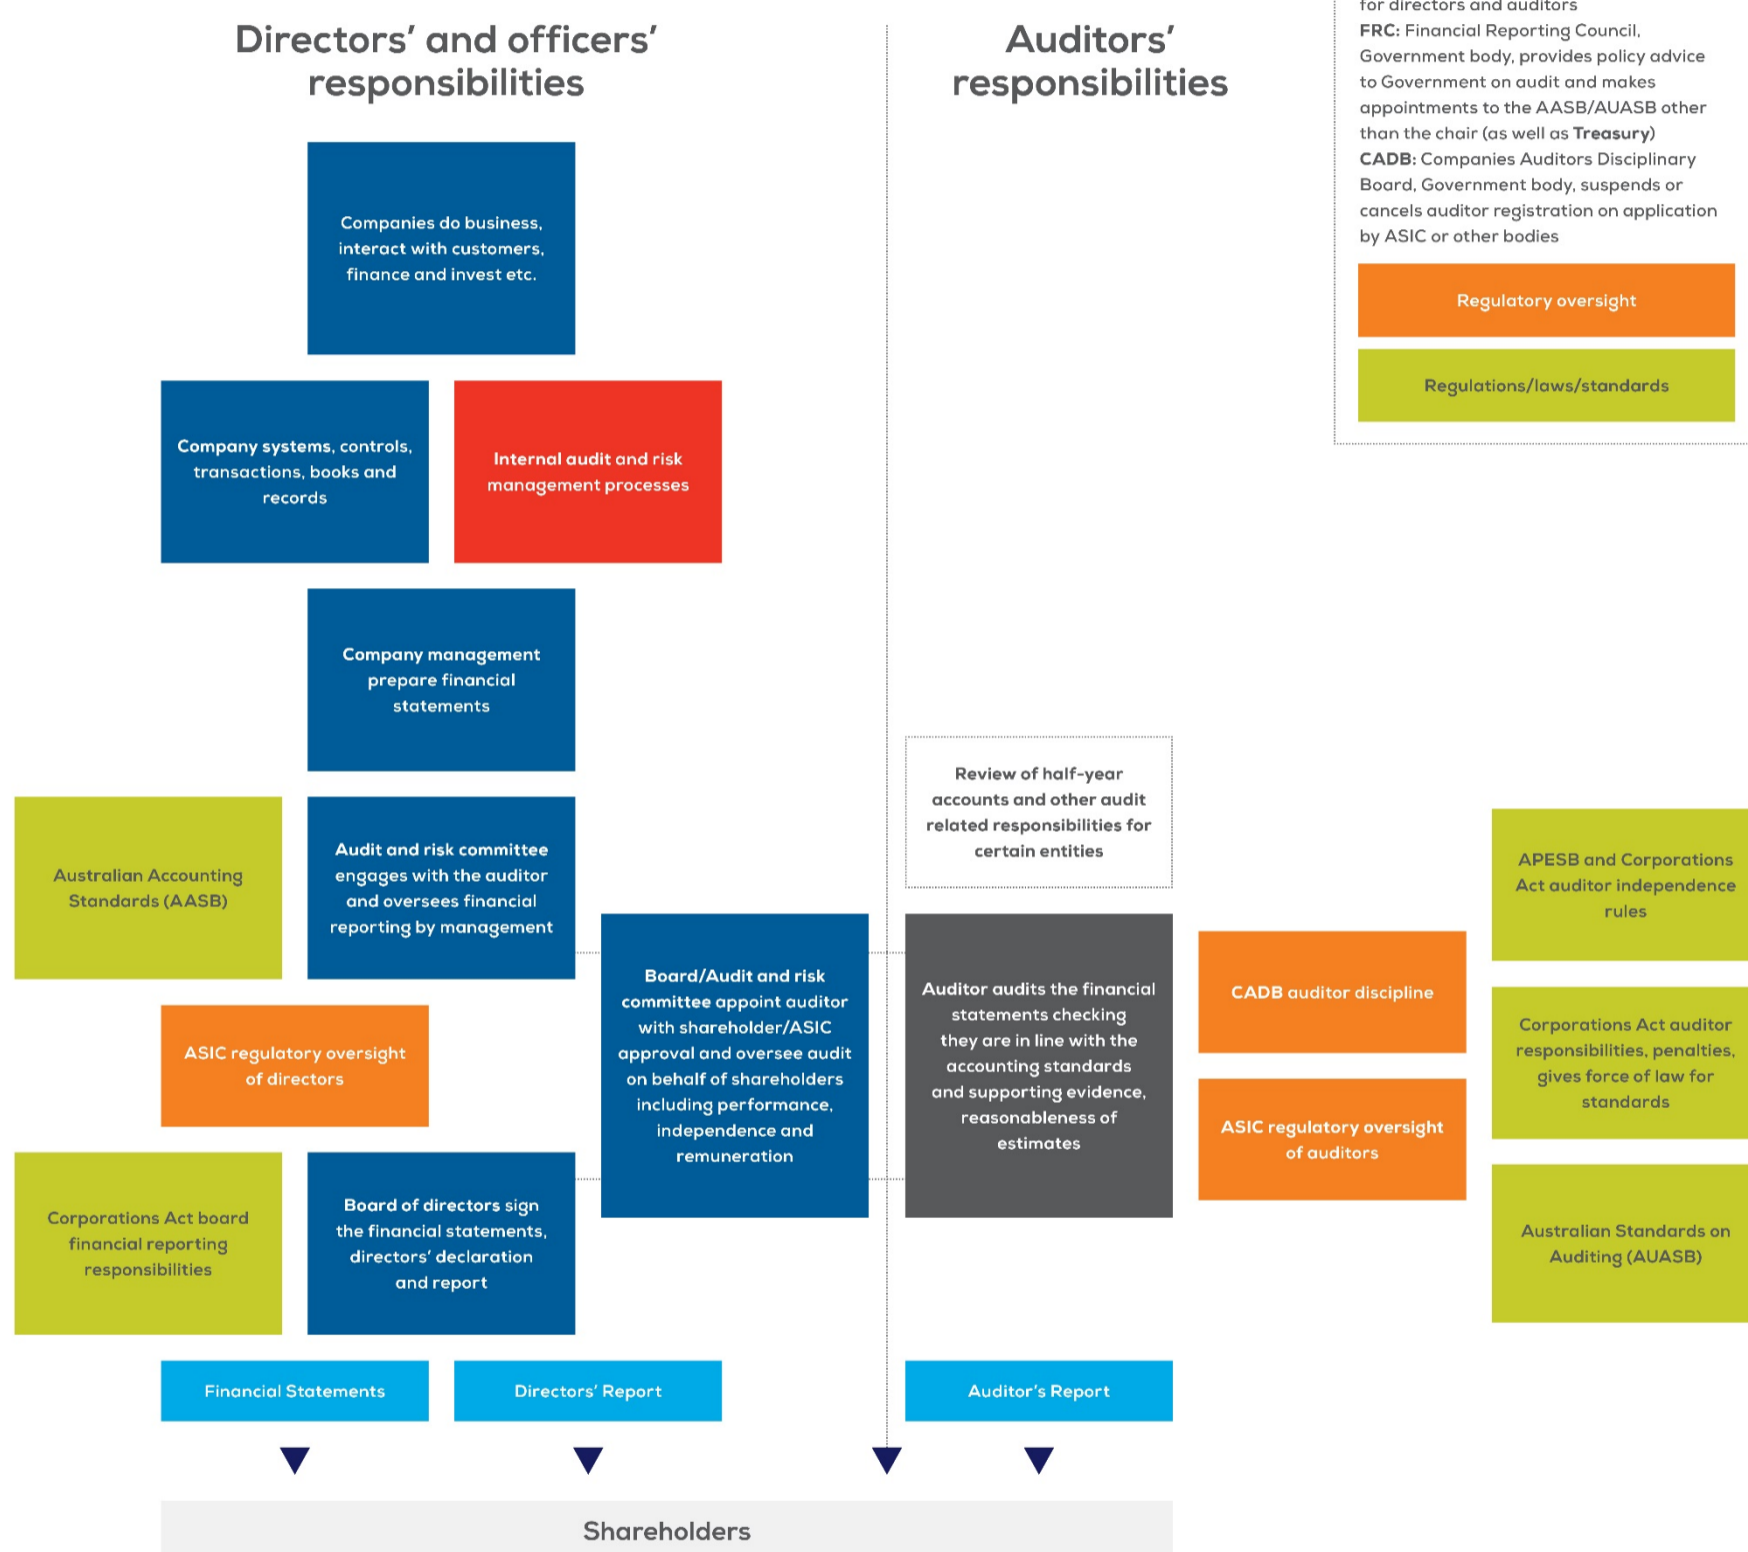 Directors’ and officers’
responsibilities
Auditors’
responsibilities
for directors and auditors
FRC: Financial Reporting Council,
Government body, provides policy advice
to Government on audit and makes
appointments to the AASB/AUASB other
than the chair (as well as Treasury)
CADB: Companies Auditors Disciplinary
Board, Government body, suspends or
cancels auditor registration on application
by ASIC or other bodies
Regulatory oversight
Regulations/laws/standards
Companies do business,
interact with customers,
finance and invest etc.
Company systems, controls,
transactions, books and
records
Internal audit and risk
management processes
Company management
prepare financial
statements
Review of half-year
accounts and other audit
related responsibilities for
certain entities
Australian Accounting
Standards (AASB)
Audit and risk committee
engages with the auditor
and oversees financial
reporting by management
Board/Audit and risk
committee appoint auditor
with shareholder/ASIC
approval and oversee audit
on behalf of shareholders
including performance,
independence and
remuneration
Auditor audits the financial
statements checking
they are in line with the
accounting standards
and supporting evidence,
reasonableness of
estimates
CADB auditor discipline
APESB and Corporations
Act auditor independence
rules
Corporations Act auditor
responsibilities, penalties,
gives force of law for
standards
ASIC regulatory oversight
of directors
ASIC regulatory oversight
of auditors
Corporations Act board
financial reporting
responsibilities
Board of directors sign
the financial statements,
directors’ declaration
and report
Australian Standards on
Auditing (AUASB)
Financial Statements
Directors’ Report
Auditor’s Report
Shareholders